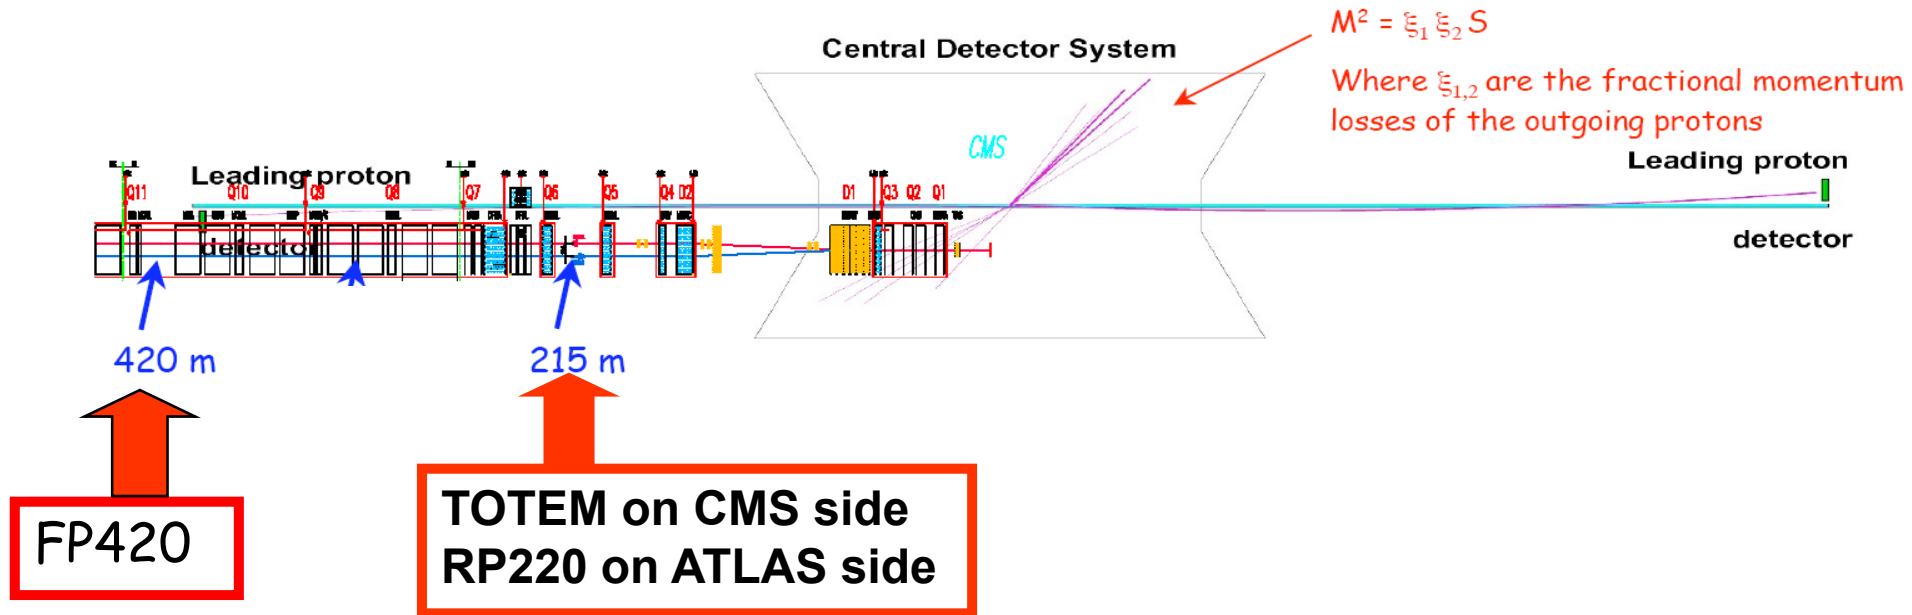 M² = ξ₁ ξ₂ S
Where ξ₁,₂ are the fractional momentum
losses of the outgoing protons
Central Detector System
CMS
Leading proton
detector
Leading proton
detector
Q11 Q10 Q9 Q8 Q7 Q6 Q5 Q4 D2 D1 Q3 Q2 Q1
420 m
215 m
FP420
TOTEM on CMS side
RP220 on ATLAS side